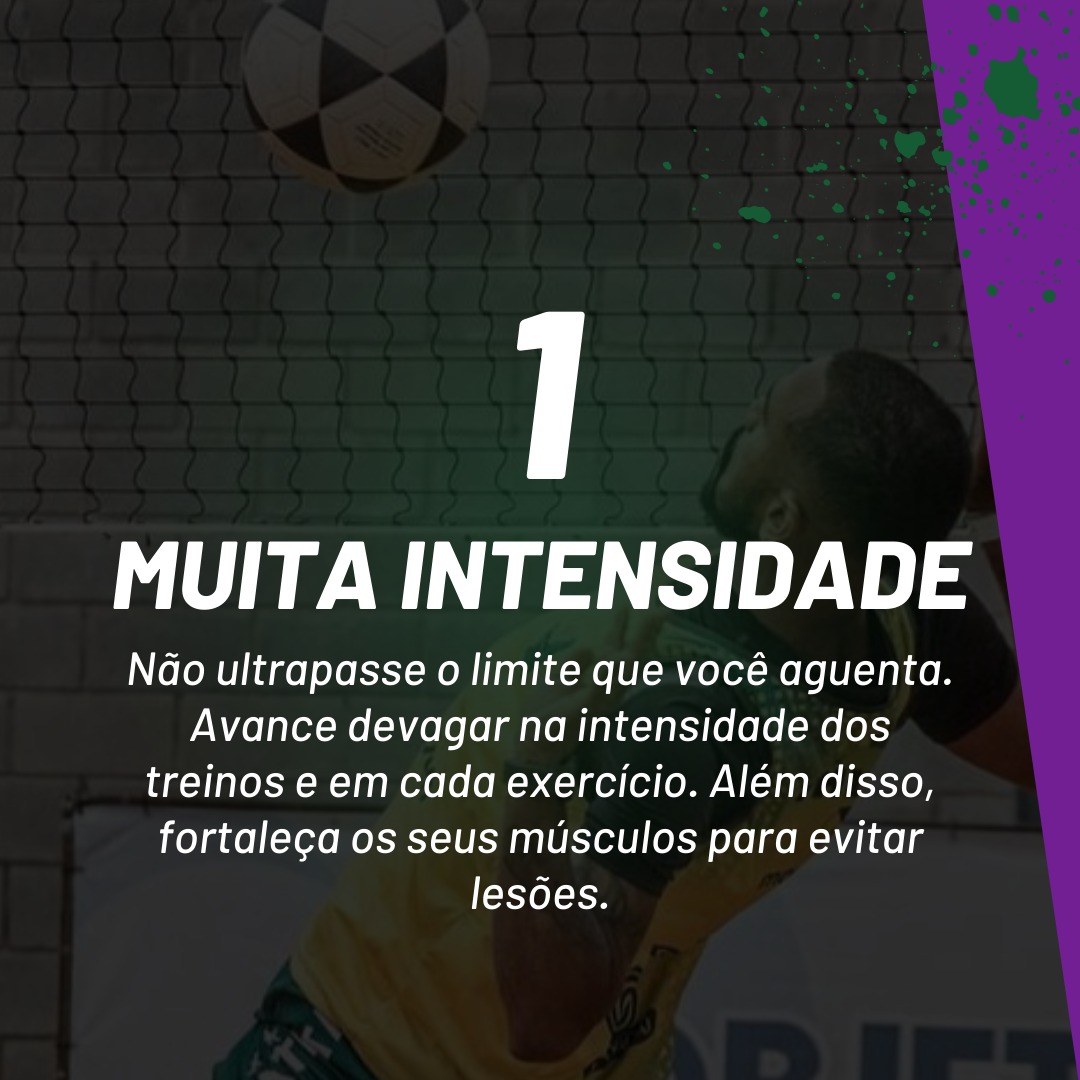 1
MUITA INTENSIDADE
Não ultrapasse o limite que você aguenta.
Avance devagar na intensidade dos
treinos e em cada exercício. Além disso,
fortaleça os seus músculos para evitar
lesões.